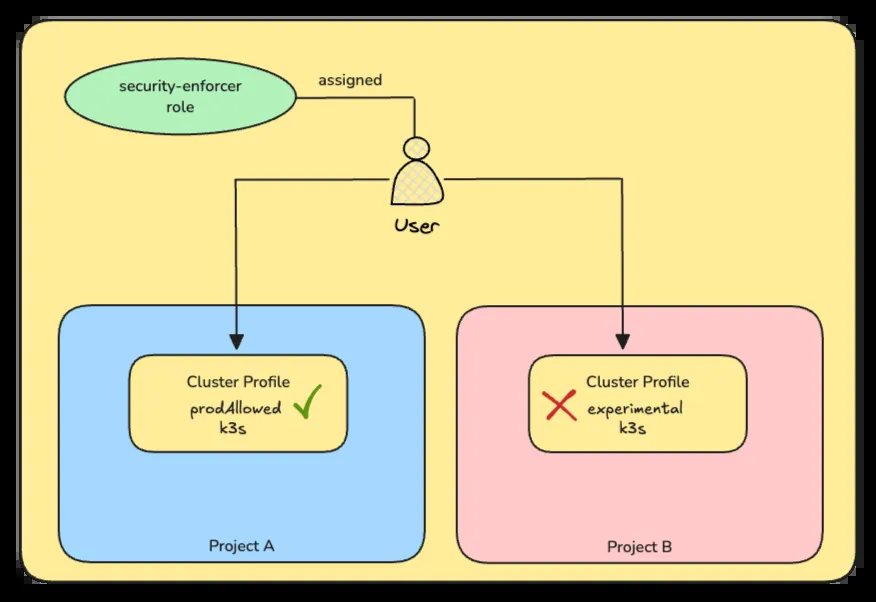 security-enforcer
role
assigned
User
Cluster Profile
prodAllowed
k3s
Cluster Profile
experimental
k3s
Project A
Project B